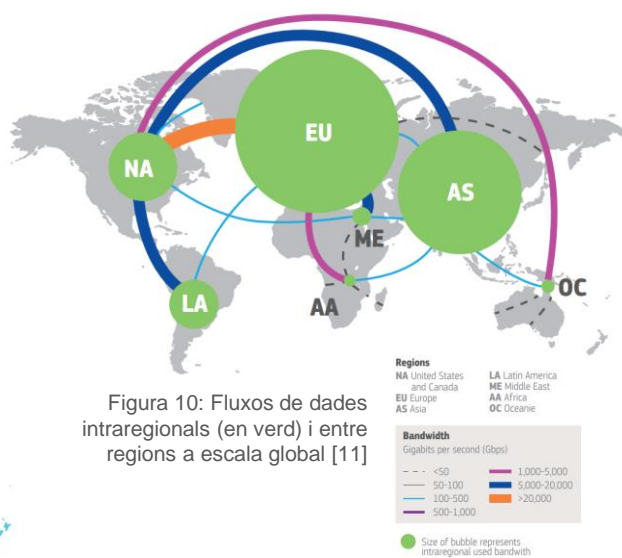 EU
NA
AS
ME
LA
AA
OC
Figura 10: Fluxos de dades
intraregionals (en verd) i entre
regions a escala global [11]
Regions
NA United States
and Canada
EU Europe
AS Asia
LA Latin America
ME Middle East
AA Africa
OC Oceanie
Bandwidth
Gigabits per second (Gbps)
<50
50-100
100-500
500-1,000
1,000-5,000
5,000-20,000
>20,000
Size of bubble represents
intraregional used bandwith